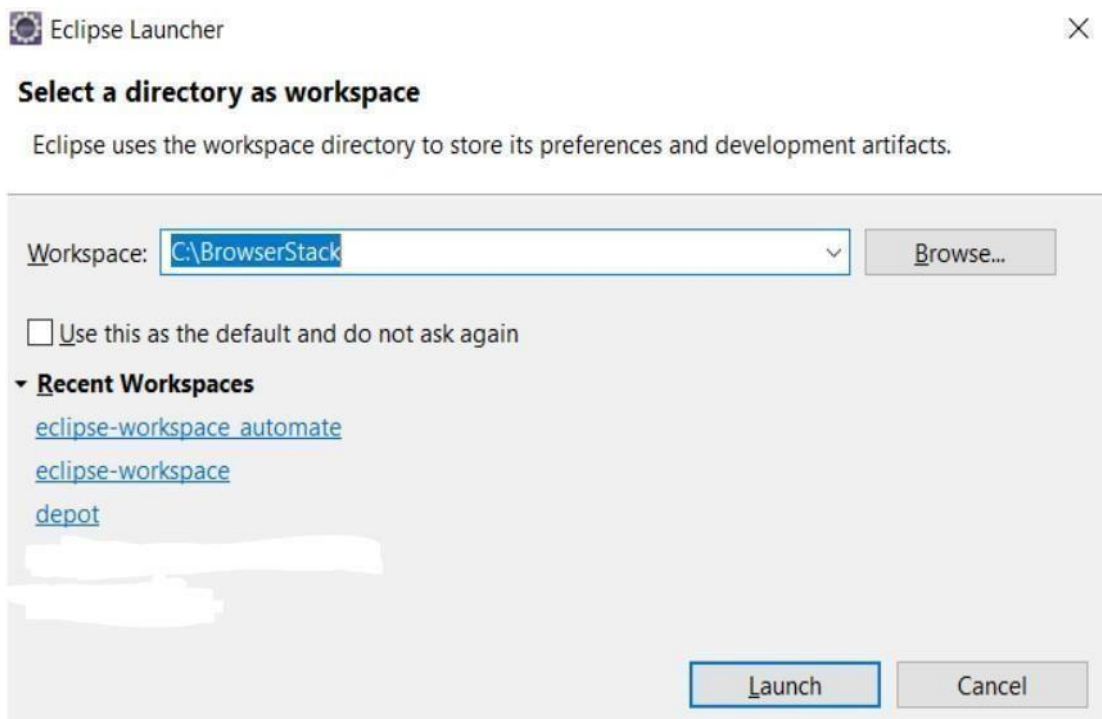 Eclipse Launcher
Select a directory as workspace
Eclipse uses the workspace directory to store its preferences and development artifacts.
Workspace: C:\BrowserStack Browse...
Use this as the default and do not ask again
Recent Workspaces
eclipse-workspace automate
eclipse-workspace
depot
Launch Cancel